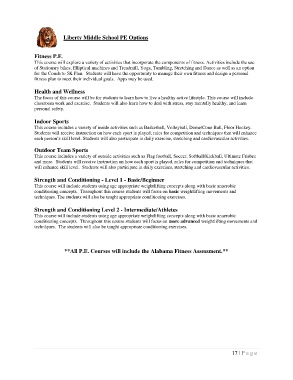 Liberty Middle School PE Options
Fitness P.E.
This course will explore a variety of activities that incorporate the components of fitness. Activities include the use
of Stationary bikes, Elliptical machines and Treadmill, Yoga, Tumbling, Stretching and Dance as well as an option
for the Couch to 5K Plan. Students will have the opportunity to manage their own fitness and design a personal
fitness plan to meet their individual goals. Apps may be used.
Health and Wellness
The focus of this course will be for students to learn how to live a healthy active lifestyle. This course will include
classroom work and exercise. Students will also learn how to deal with stress, stay mentally healthy, and learn
personal safety.
Indoor Sports
This course includes a variety of inside activities such as Basketball, Volleyball, Dome/Cone Ball, Floor Hockey.
Students will receive instruction on how each sport is played, rules for competition and techniques that will enhance
each person's skill level. Students will also participate in daily exercise, stretching and cardiovascular activities.
Outdoor Team Sports
This course includes a variety of outside activities such as Flag football, Soccer, Softball/Kickball, Ultimate Frisbee
and more. Students will receive instruction on how each sport is played, rules for competition and techniques that
will enhance skill level. Students will also participate in daily exercises, stretching and cardiovascular activities.
Strength and Conditioning - Level 1 - Basic/Beginner
This course will include students using age appropriate weightlifting concepts along with basic anaerobic
conditioning concepts. Throughout this course students will focus on basic weightlifting movements and
techniques. The students will also be taught appropriate conditioning exercises.
Strength and Conditioning Level 2 - Intermediate/Athletes
This course will include students using age appropriate weightlifting concepts along with basic anaerobic
conditioning concepts. Throughout this course students will focus on more advanced weightlifting movements and
techniques. The students will also be taught appropriate conditioning exercises.
**All P.E. Courses will include the Alabama Fitness Assessment.**
17 | P a g e